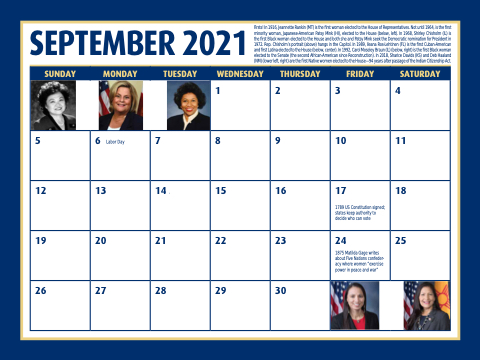 SEPTEMBER 2021
Firsts! In 1916, Jeannette Rankin (MT) is the first woman elected to the House of Representatives. Not until 1964, is the first
minority woman, Japanese-American Patsy Mink (HI), elected to the House (below, left). In 1968, Shirley Chisholm (L) is
the first Black woman elected to the House and both she and Patsy Mink seek the Democratic nomination for President in
1972. Rep. Chisholm's portrait (above) hangs in the Capitol. In 1989, Ileana Ros-Lehtinen (FL) is the first Cuban-American
and first Latina elected to the House (below, center). In 1992, Carol Moseley Braun (IL) (below, right) is the first Black woman
elected to the Senate (the second African-American since Reconstruction). In 2018, Sharice Davids (KS) and Deb Haaland
(NM) (lower left, right) are the first Native women elected to the House—94 years after passage of the Indian Citizenship Act.
SUNDAY MONDAY TUESDAY WEDNESDAY THURSDAY FRIDAY SATURDAY
1 2 3 4
5 6 Labor Day 7 8 9 10 11
12 13 14 15 16 17 18
1789 US Constitution signed;
states keep authority to
decide who can vote
19 20 21 22 23 24 25
1875 Matilda Gage writes
about Five Nations confeder-
acy where women "exercise
power in peace and war"
26 27 28 29 30